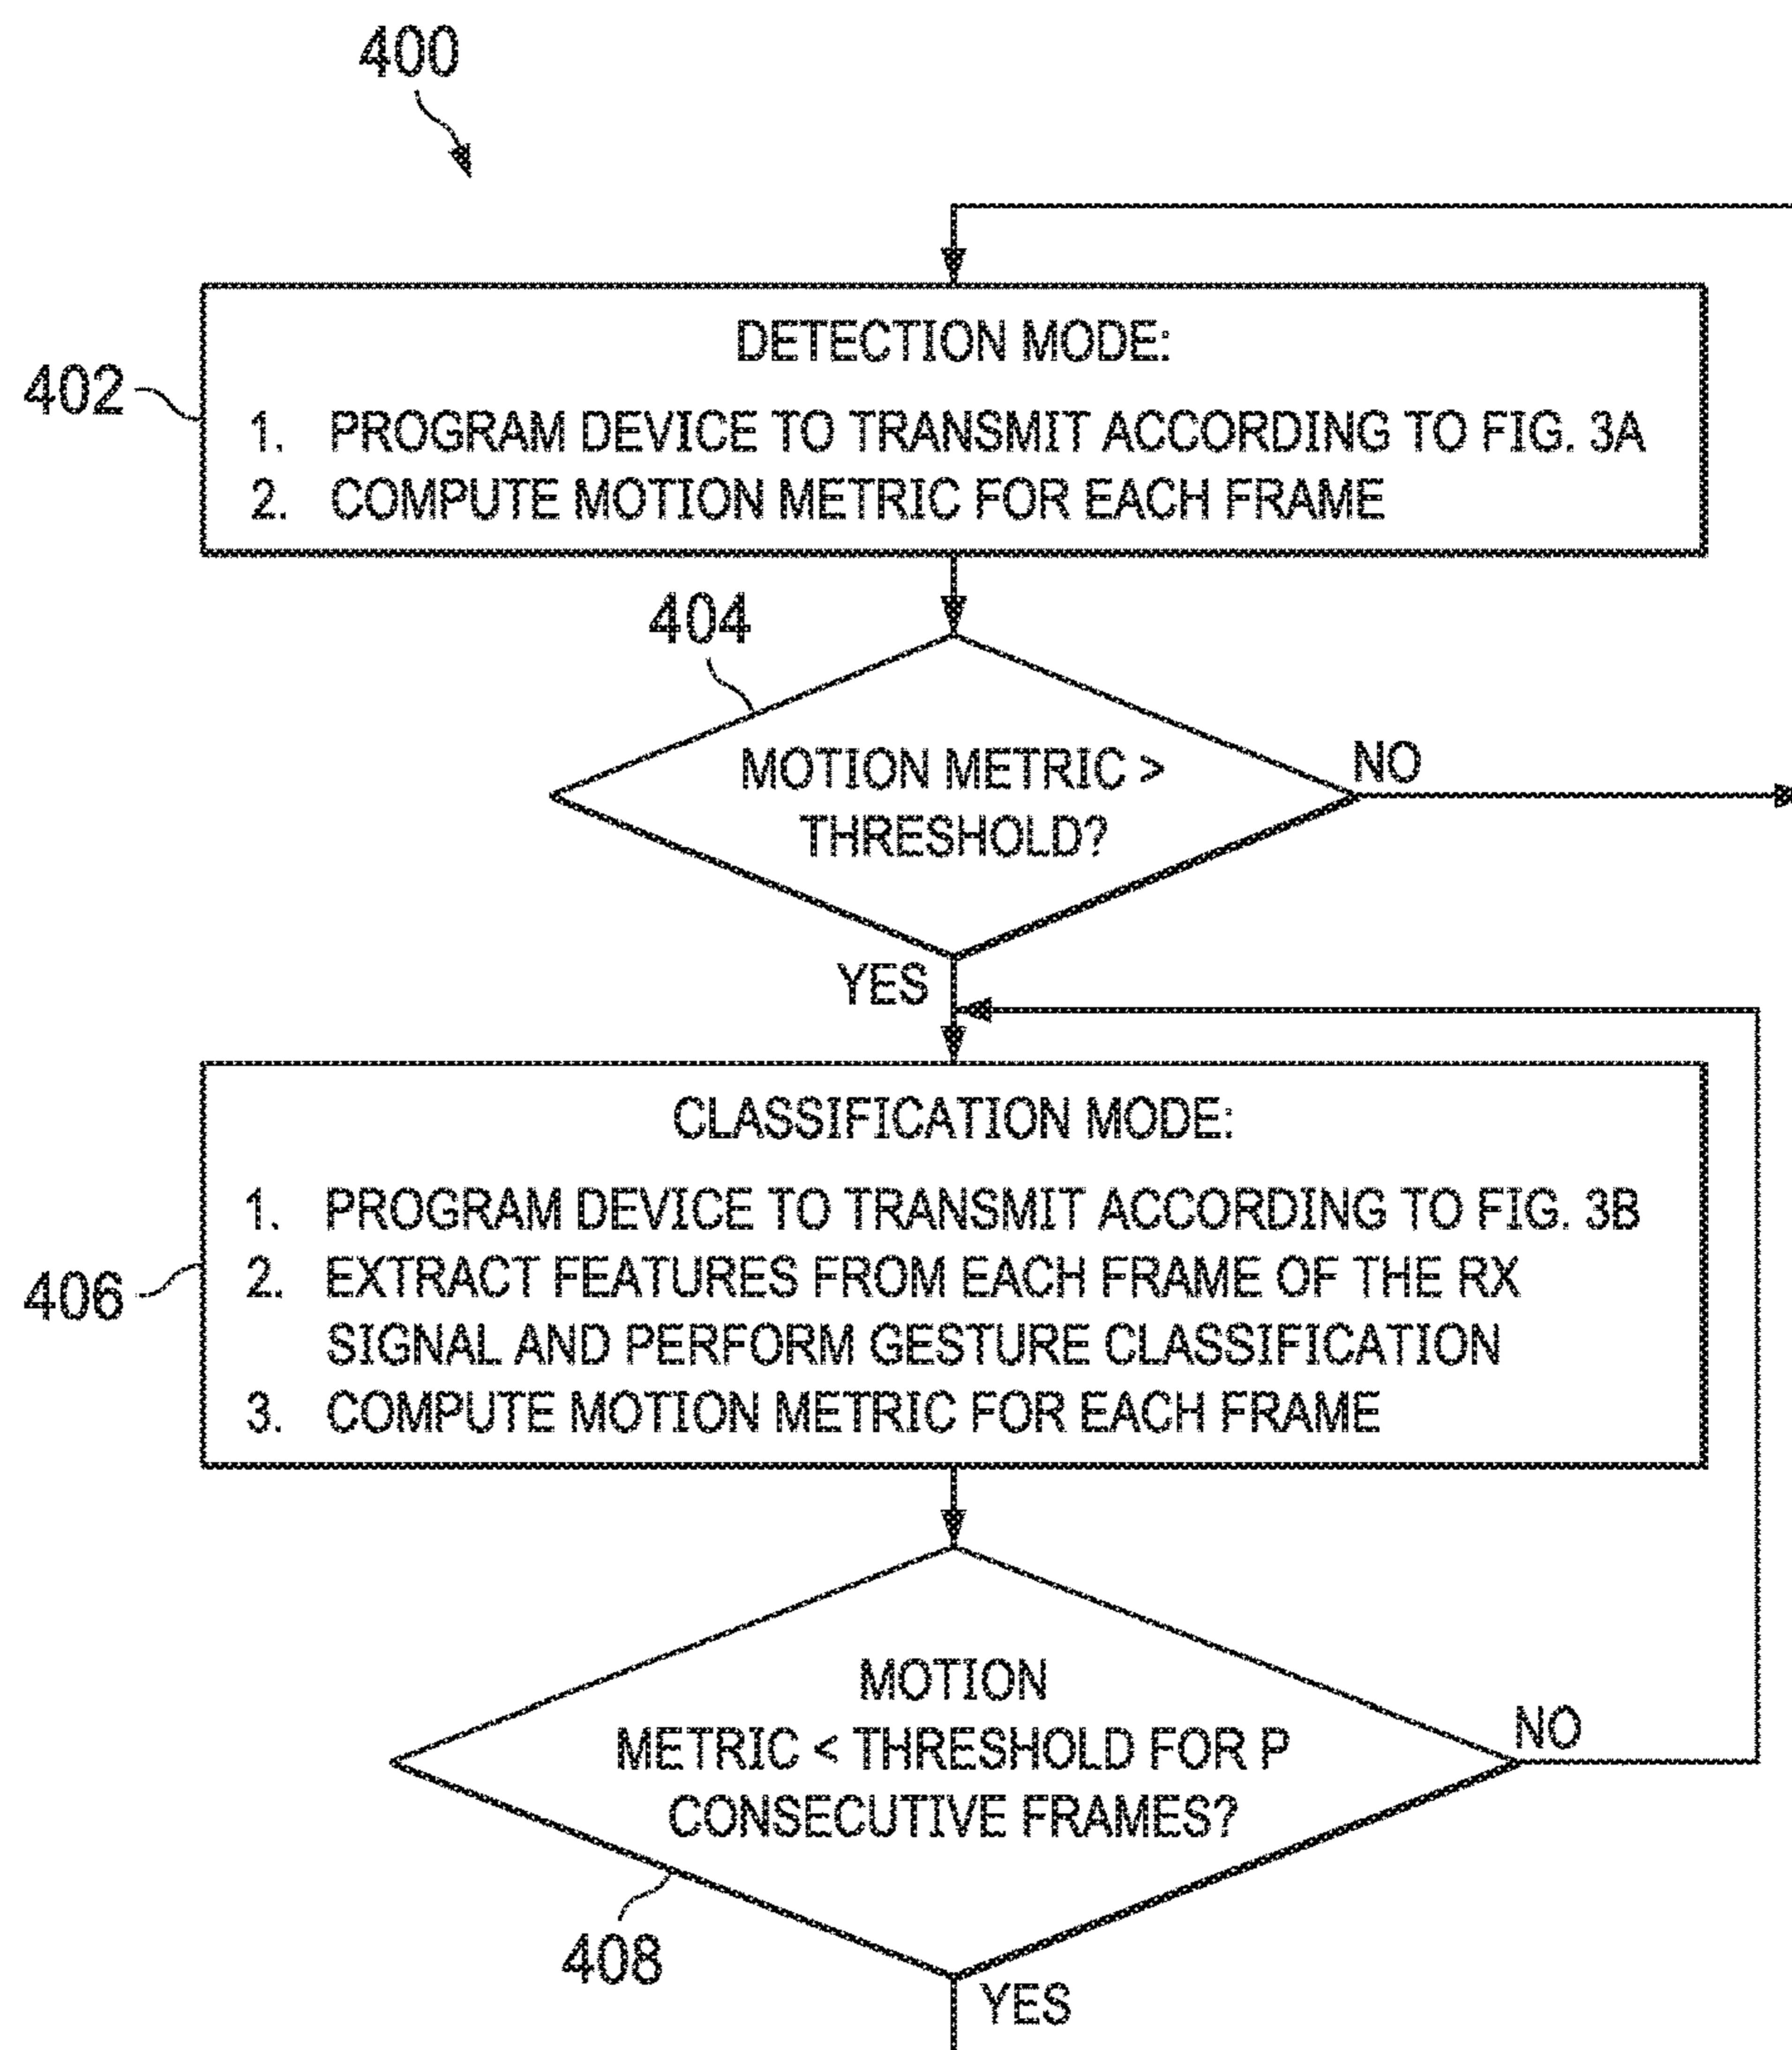 400
DETECTION MODE:
402
1. PROGRAM DEVICE TO TRANSMIT ACCORDING TO FIG. 3A
2. COMPUTE MOTION METRIC FOR EACH FRAME
404
MOTION METRIC >
THRESHOLD?
NO
YES
CLASSIFICATION MODE:
406
1. PROGRAM DEVICE TO TRANSMIT ACCORDING TO FIG. 3B
2. EXTRACT FEATURES FROM EACH FRAME OF THE RX
SIGNAL AND PERFORM GESTURE CLASSIFICATION
3. COMPUTE MOTION METRIC FOR EACH FRAME
MOTION
METRIC < THRESHOLD FOR P
CONSECUTIVE FRAMES?
NO
408
YES